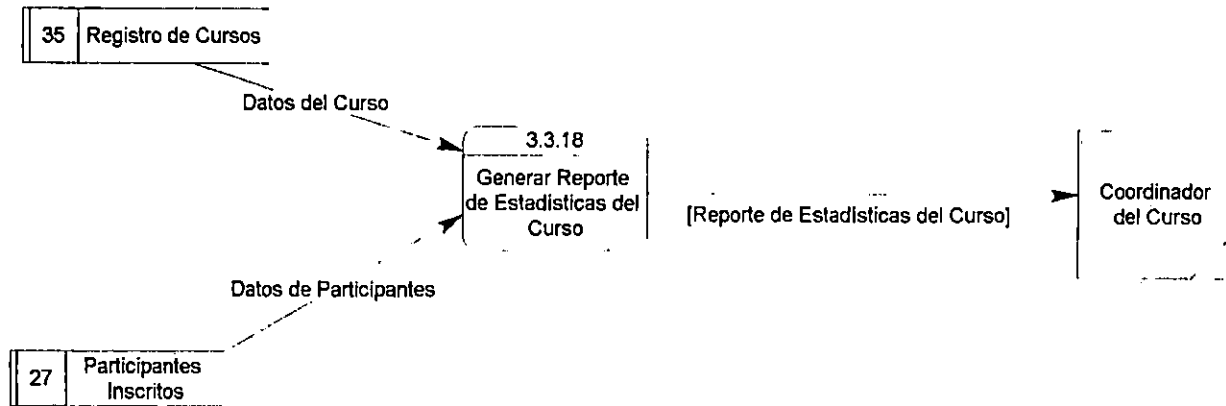 35 Registro de Cursos
Datos del Curso
3.3.18
Generar Reporte
de Estadisticas del
Curso
[Reporte de Estadisticas del Curso]
Coordinador
del Curso
Datos de Participantes
27 Participantes
Inscritos